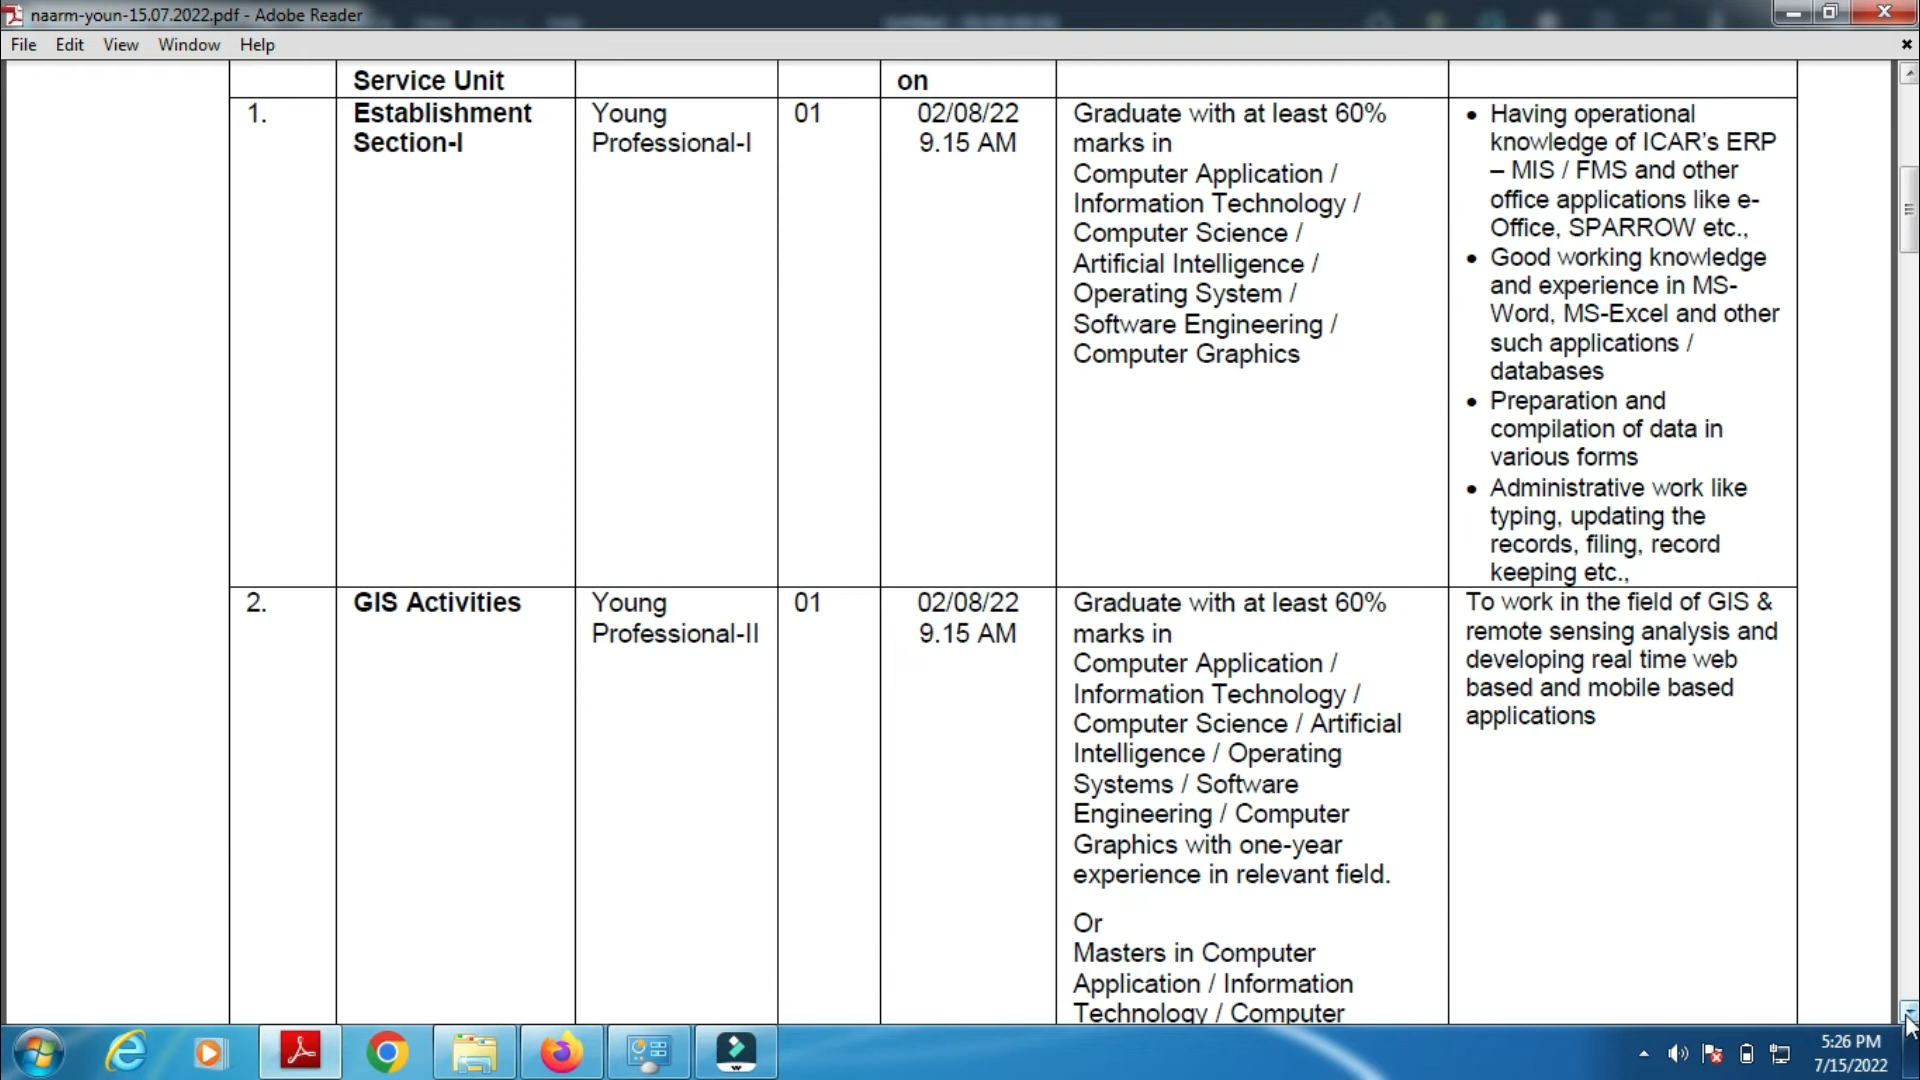 naarm-youn-15.07.2022.pdf - Adobe Reader
File Edit View Window Help
Service Unit
on
1.
Establishment
Section-I
Young
Professional-I
01
02/08/22
9.15 AM
Graduate with at least 60%
marks in
Computer Application /
Information Technology /
Computer Science /
Artificial Intelligence /
Operating System /
Software Engineering /
Computer Graphics
• Having operational
knowledge of ICAR's ERP
– MIS / FMS and other
office applications like e-
Office, SPARROW etc.,
• Good working knowledge
and experience in MS-
Word, MS-Excel and other
such applications /
databases
• Preparation and
compilation of data in
various forms
• Administrative work like
typing, updating the
records, filing, record
keeping etc.,
2.
GIS Activities
Young
Professional-II
01
02/08/22
9.15 AM
Graduate with at least 60%
marks in
Computer Application /
Information Technology /
Computer Science / Artificial
Intelligence / Operating
Systems / Software
Engineering / Computer
Graphics with one-year
experience in relevant field.
Or
Masters in Computer
Application / Information
Technology / Computer
To work in the field of GIS &
remote sensing analysis and
developing real time web
based and mobile based
applications
5:26 PM
7/15/2022